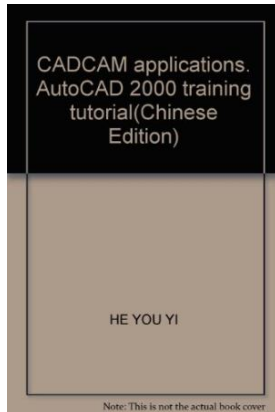 CADCAM applications.
AutoCAD 2000 training
tutorial(Chinese
Edition)
HE YOU YI
Note: This is not the actual book cover